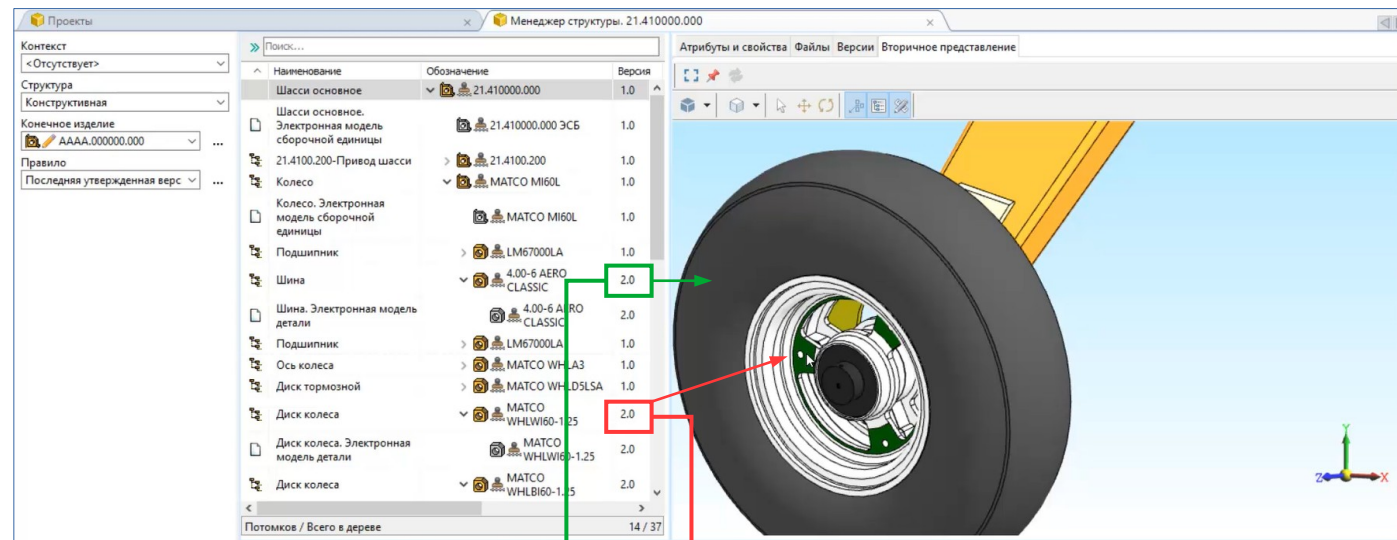 Проекты
Менеджер структуры. 21.410000.000
Контекст
<Отсутствует>
Структура
Конструктивная
Конечное изделие
АААА.000000.000
...
Правило
Последняя утвержденная верс
...
Поиск...
Наименование Обозначение Версия
Шасси основное 21.410000.000 1.0
Шасси основное.
Электронная модель 21.410000.000 ЭСБ 1.0
сборочной единицы
21.4100.200-Привод шасси 21.4100.200 1.0
Колесо MATCO MI60L 1.0
Колесо. Электронная
модель сборочной MATCO MI60L 1.0
единицы
Подшипник LM67000LA 1.0
Шина 4.00-6 AERO 2.0
CLASSIC
Шина. Электронная модель 4.00-6 AERO 2.0
детали CLASSIC
Подшипник LM67000LA 1.0
Ось колеса MATCO WHLA3 1.0
Диск тормозной MATCO WHLD5LSA 1.0
Диск колеса MATCO 2.0
WHLWI60-1.25
Диск колеса. Электронная MATCO 2.0
модель детали WHLWI60-1.25
Диск колеса MATCO 2.0
WHLBI60-1.25
Потомков / Всего в дереве 14 / 37
Атрибуты и свойства Файлы Версии Вторичное представление
Y
Z X